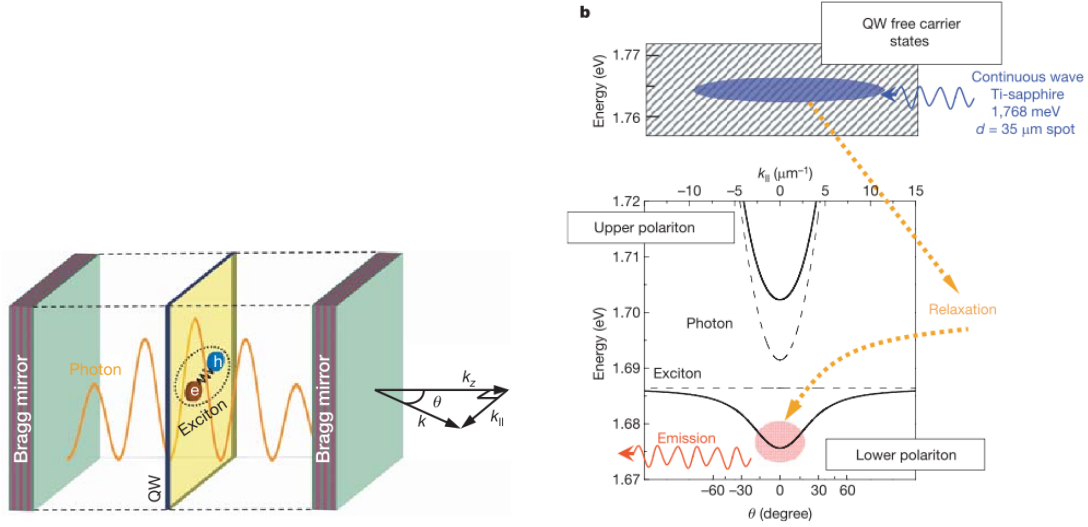 Bragg mirror
Photon
QW
e
h
Exciton
Bragg mirror
k_z
θ
k
k_||
b
QW free carrier
states
Energy (eV)
1.77
1.76
Continuous wave
Ti-sapphire
1,768 meV
d = 35 μm spot
k_|| (μm⁻¹)
−10 −5 0 5 10 15
Energy (eV)
1.72
1.71
1.70
1.69
1.68
1.67
Upper polariton
Photon
Exciton
Relaxation
Emission
Lower polariton
−60 −30 0 30 60
θ (degree)